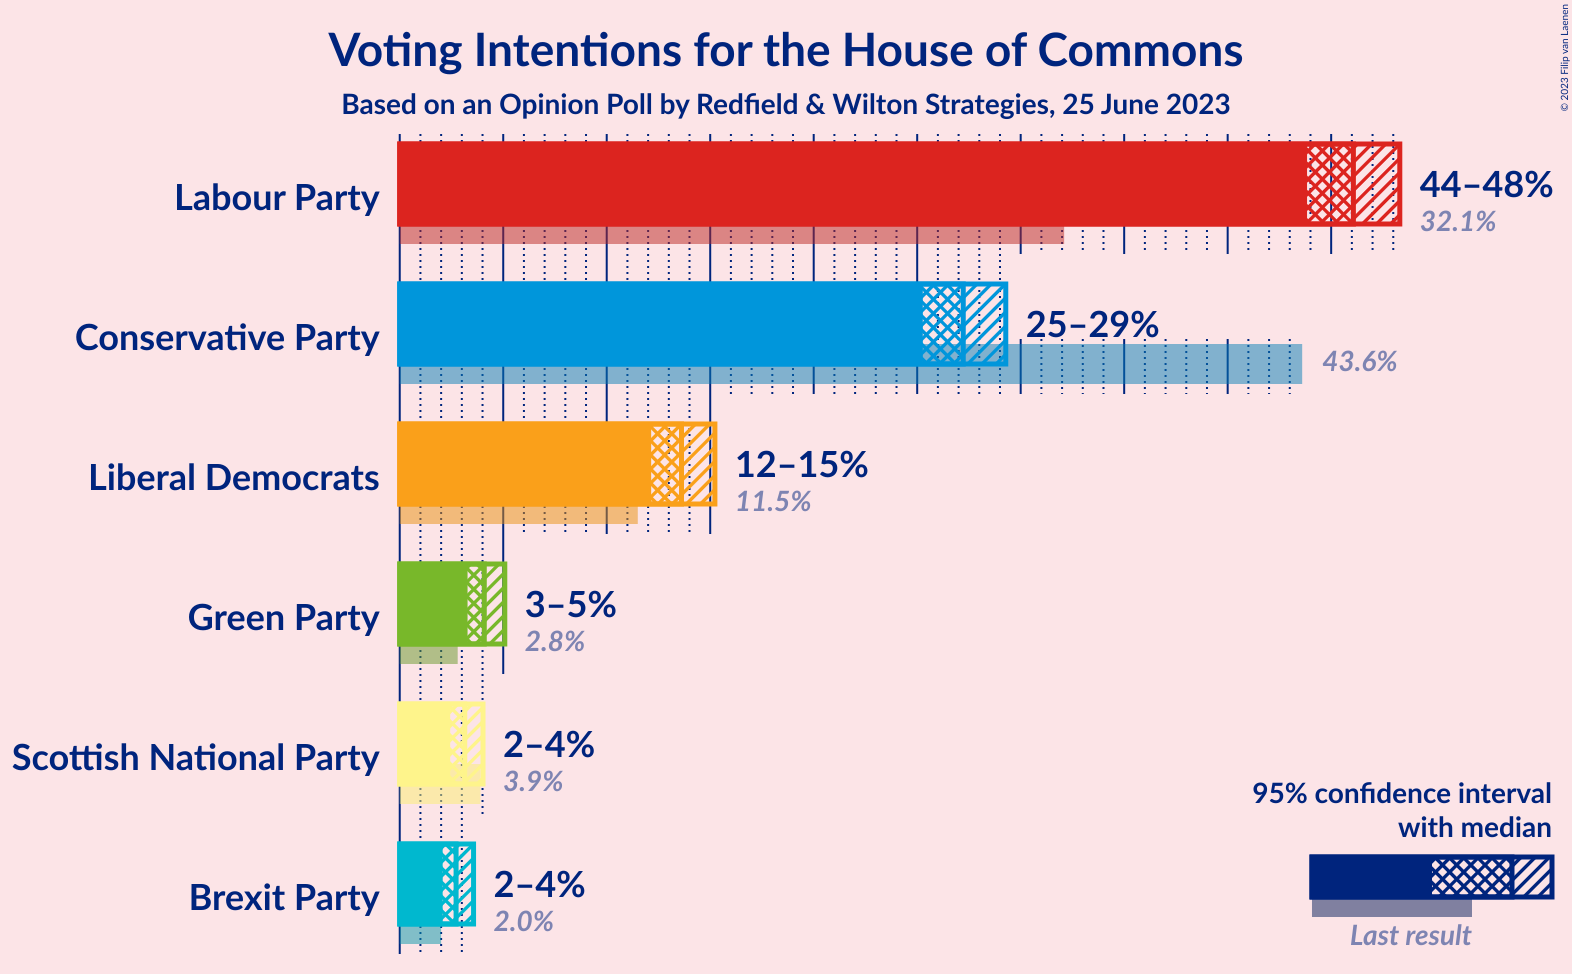 Voting Intentions for the House of Commons
Based on an Opinion Poll by Redfield & Wilton Strategies, 25 June 2023
© 2023 Filip van Laenen
Labour Party
44–48%
32.1%
Conservative Party
25–29%
43.6%
Liberal Democrats
12–15%
11.5%
Green Party
3–5%
2.8%
Scottish National Party
2–4%
3.9%
Brexit Party
2–4%
2.0%
95% confidence interval
with median
Last result